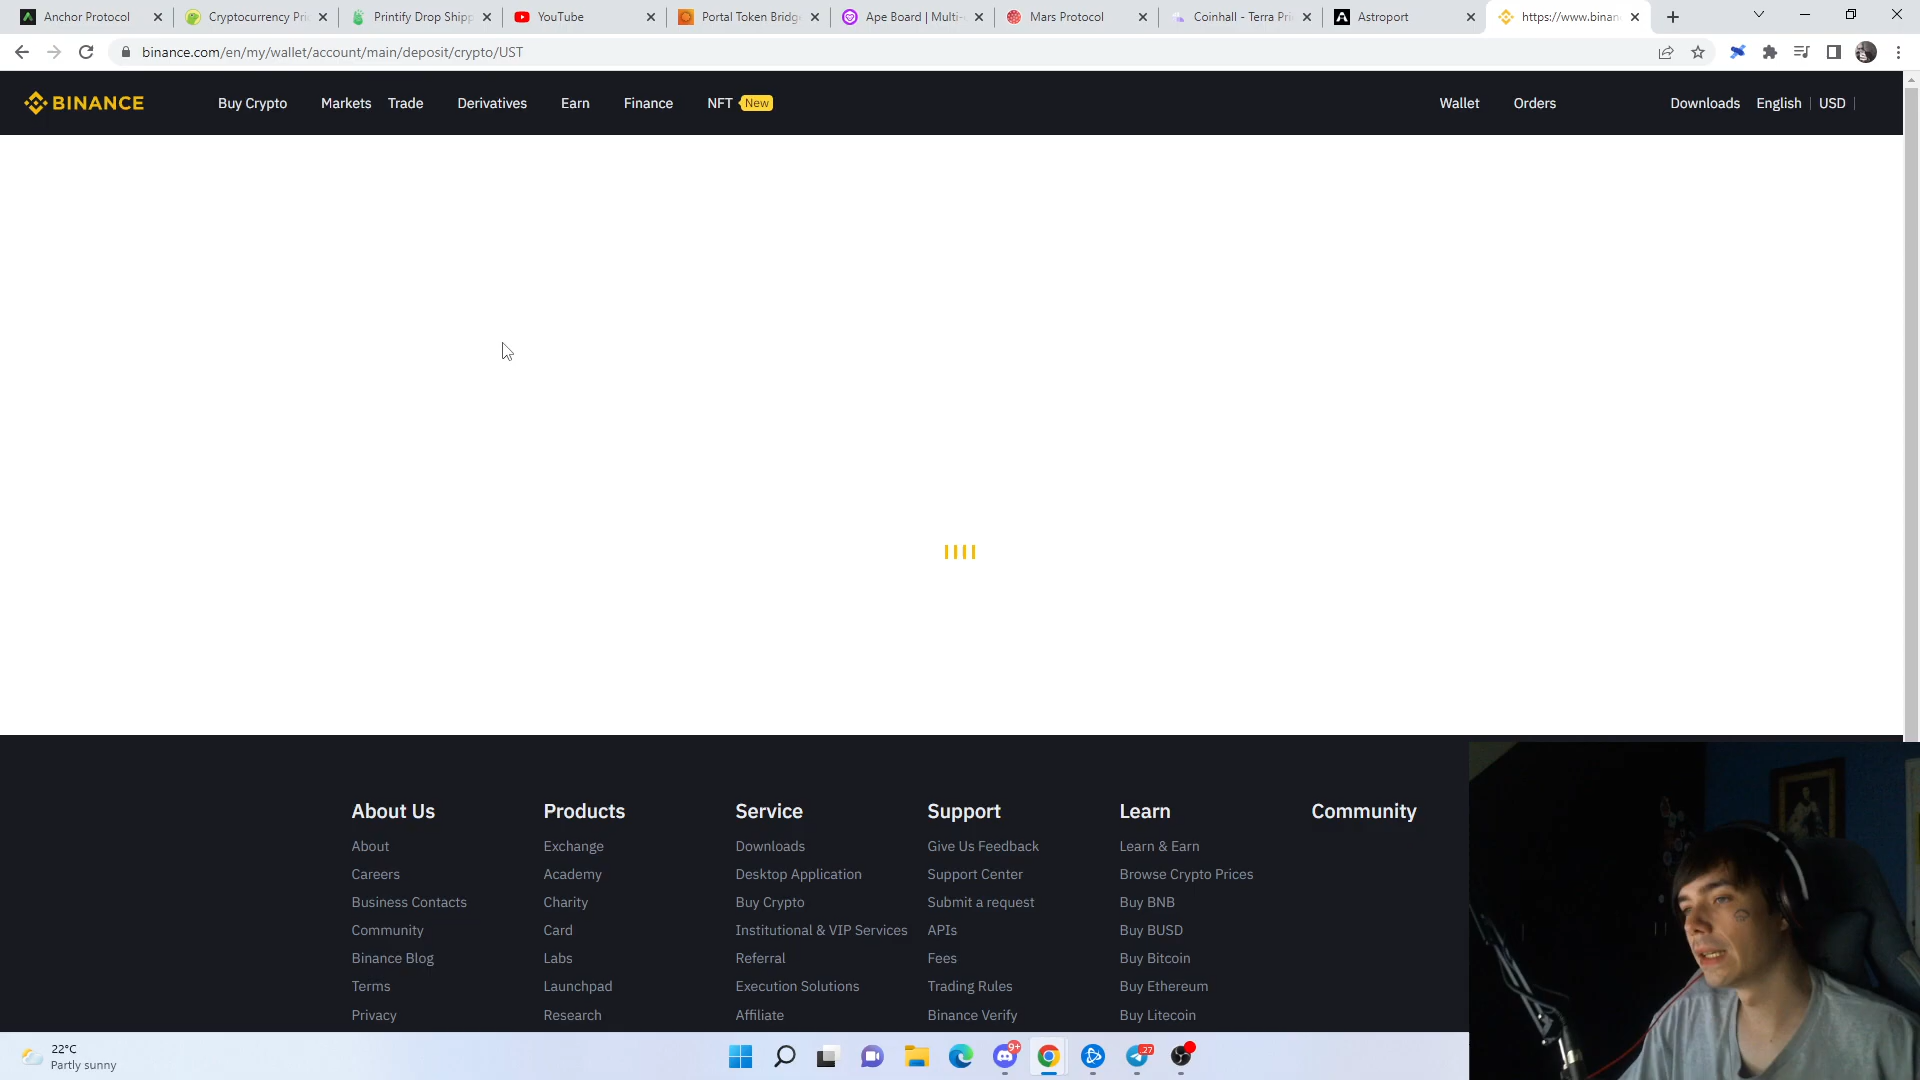 Anchor Protocol
Cryptocurrency Pri
Printify Drop Ship
YouTube
Portal Token Bridge
Ape Board | Multi-
Mars Protocol
Coinhall - Terra Pri
Astroport
https://www.binan
binance.com/en/my/wallet/account/main/deposit/crypto/UST
BINANCE
Buy Crypto
Markets
Trade
Derivatives
Earn
Finance
NFT New
Wallet
Orders
Downloads
English
USD
About Us
About
Careers
Business Contacts
Community
Binance Blog
Terms
Privacy
Products
Exchange
Academy
Charity
Card
Labs
Launchpad
Research
Service
Downloads
Desktop Application
Buy Crypto
Institutional & VIP Services
Referral
Execution Solutions
Affiliate
Support
Give Us Feedback
Support Center
Submit a request
APIs
Fees
Trading Rules
Binance Verify
Learn
Learn & Earn
Browse Crypto Prices
Buy BNB
Buy BUSD
Buy Bitcoin
Buy Ethereum
Buy Litecoin
Community
22°C
Partly sunny
9+
27